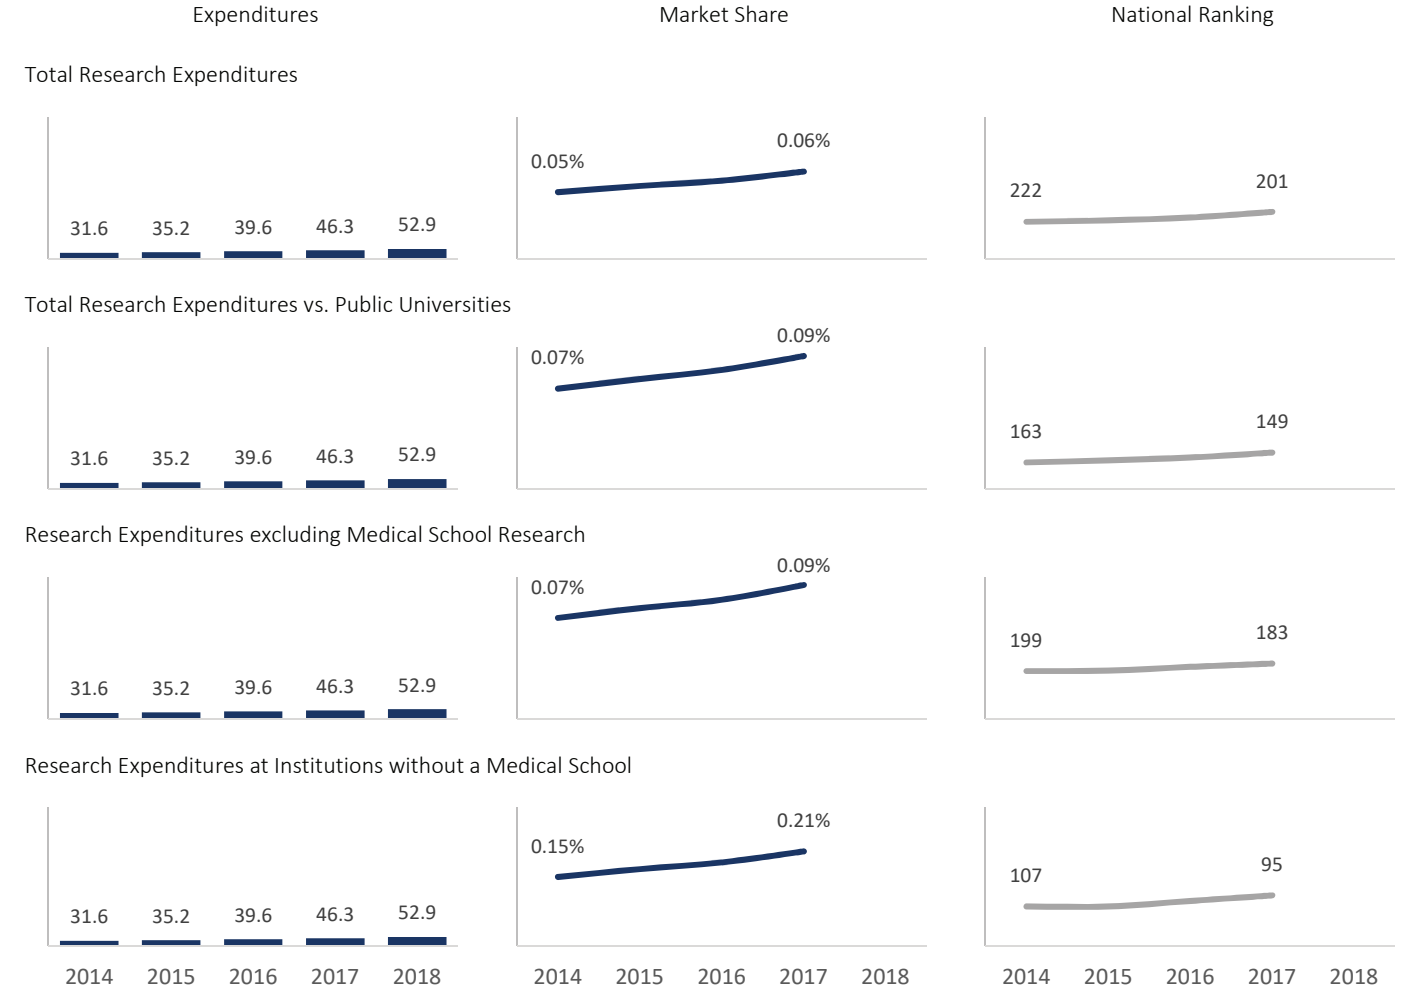 Expenditures Market Share National Ranking
Total Research Expenditures
31.6 35.2 39.6 46.3 52.9
0.05% 0.06%
222 201
Total Research Expenditures vs. Public Universities
31.6 35.2 39.6 46.3 52.9
0.07% 0.09%
163 149
Research Expenditures excluding Medical School Research
31.6 35.2 39.6 46.3 52.9
0.07% 0.09%
199 183
Research Expenditures at Institutions without a Medical School
31.6 35.2 39.6 46.3 52.9
0.15% 0.21%
107 95
2014 2015 2016 2017 2018 2014 2015 2016 2017 2018 2014 2015 2016 2017 2018